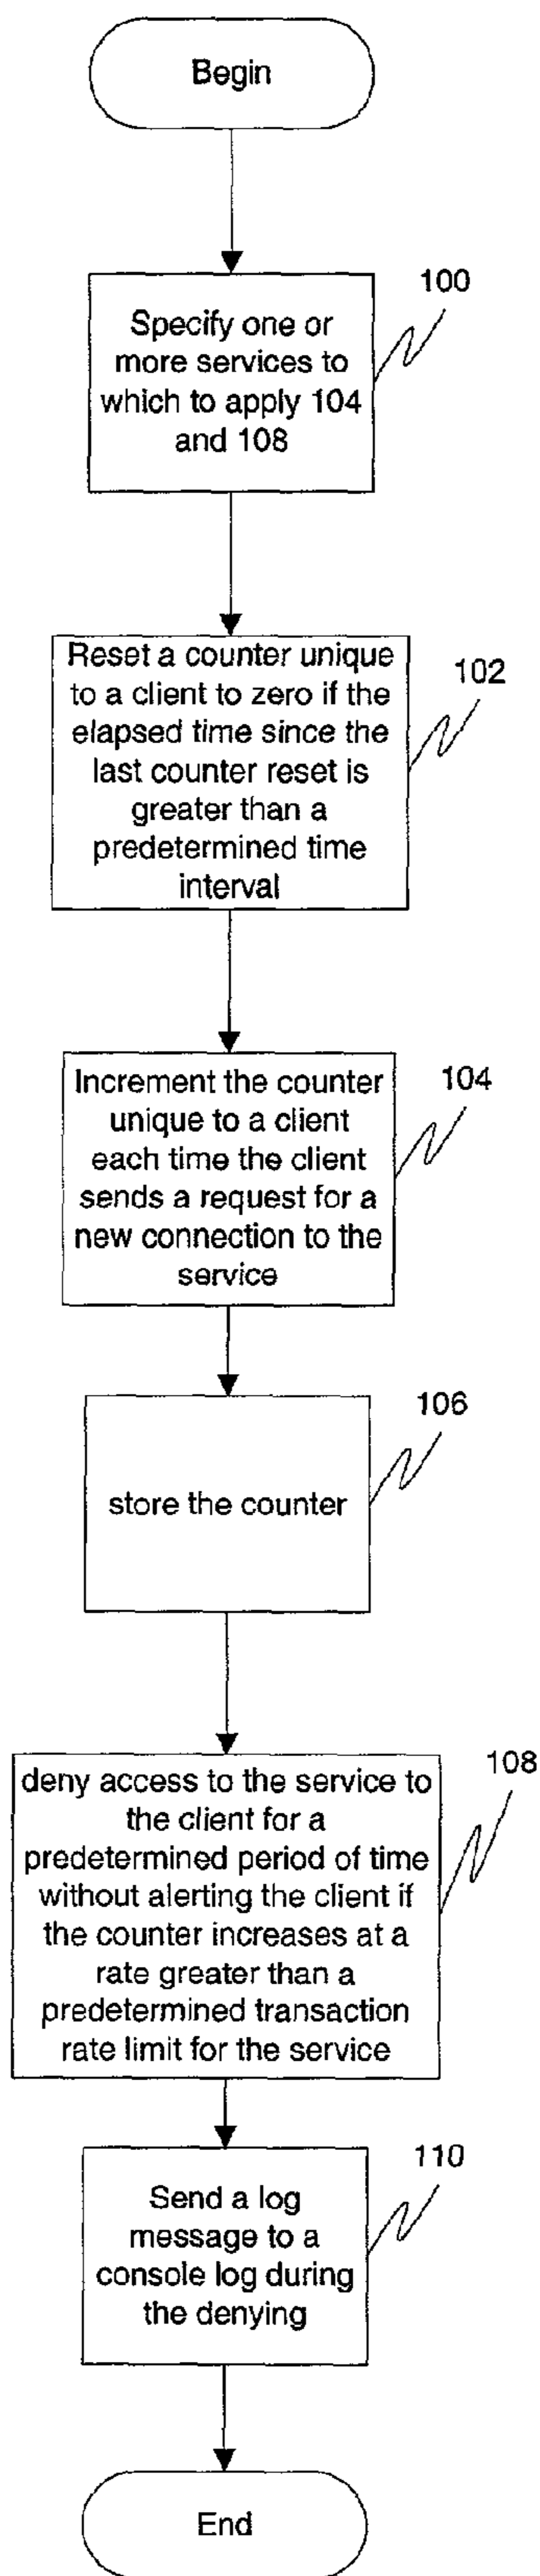 Begin
100
Specify one or
more services to
which to apply 104
and 108
102
Reset a counter unique
to a client to zero if the
elapsed time since the
last counter reset is
greater than a
predetermined time
interval
104
Increment the counter
unique to a client
each time the client
sends a request for a
new connection to the
service
106
store the counter
108
deny access to the service to
the client for a
predetermined period of time
without alerting the client if
the counter increases at a
rate greater than a
predetermined transaction
rate limit for the service
110
Send a log
message to a
console log during
the denying
End